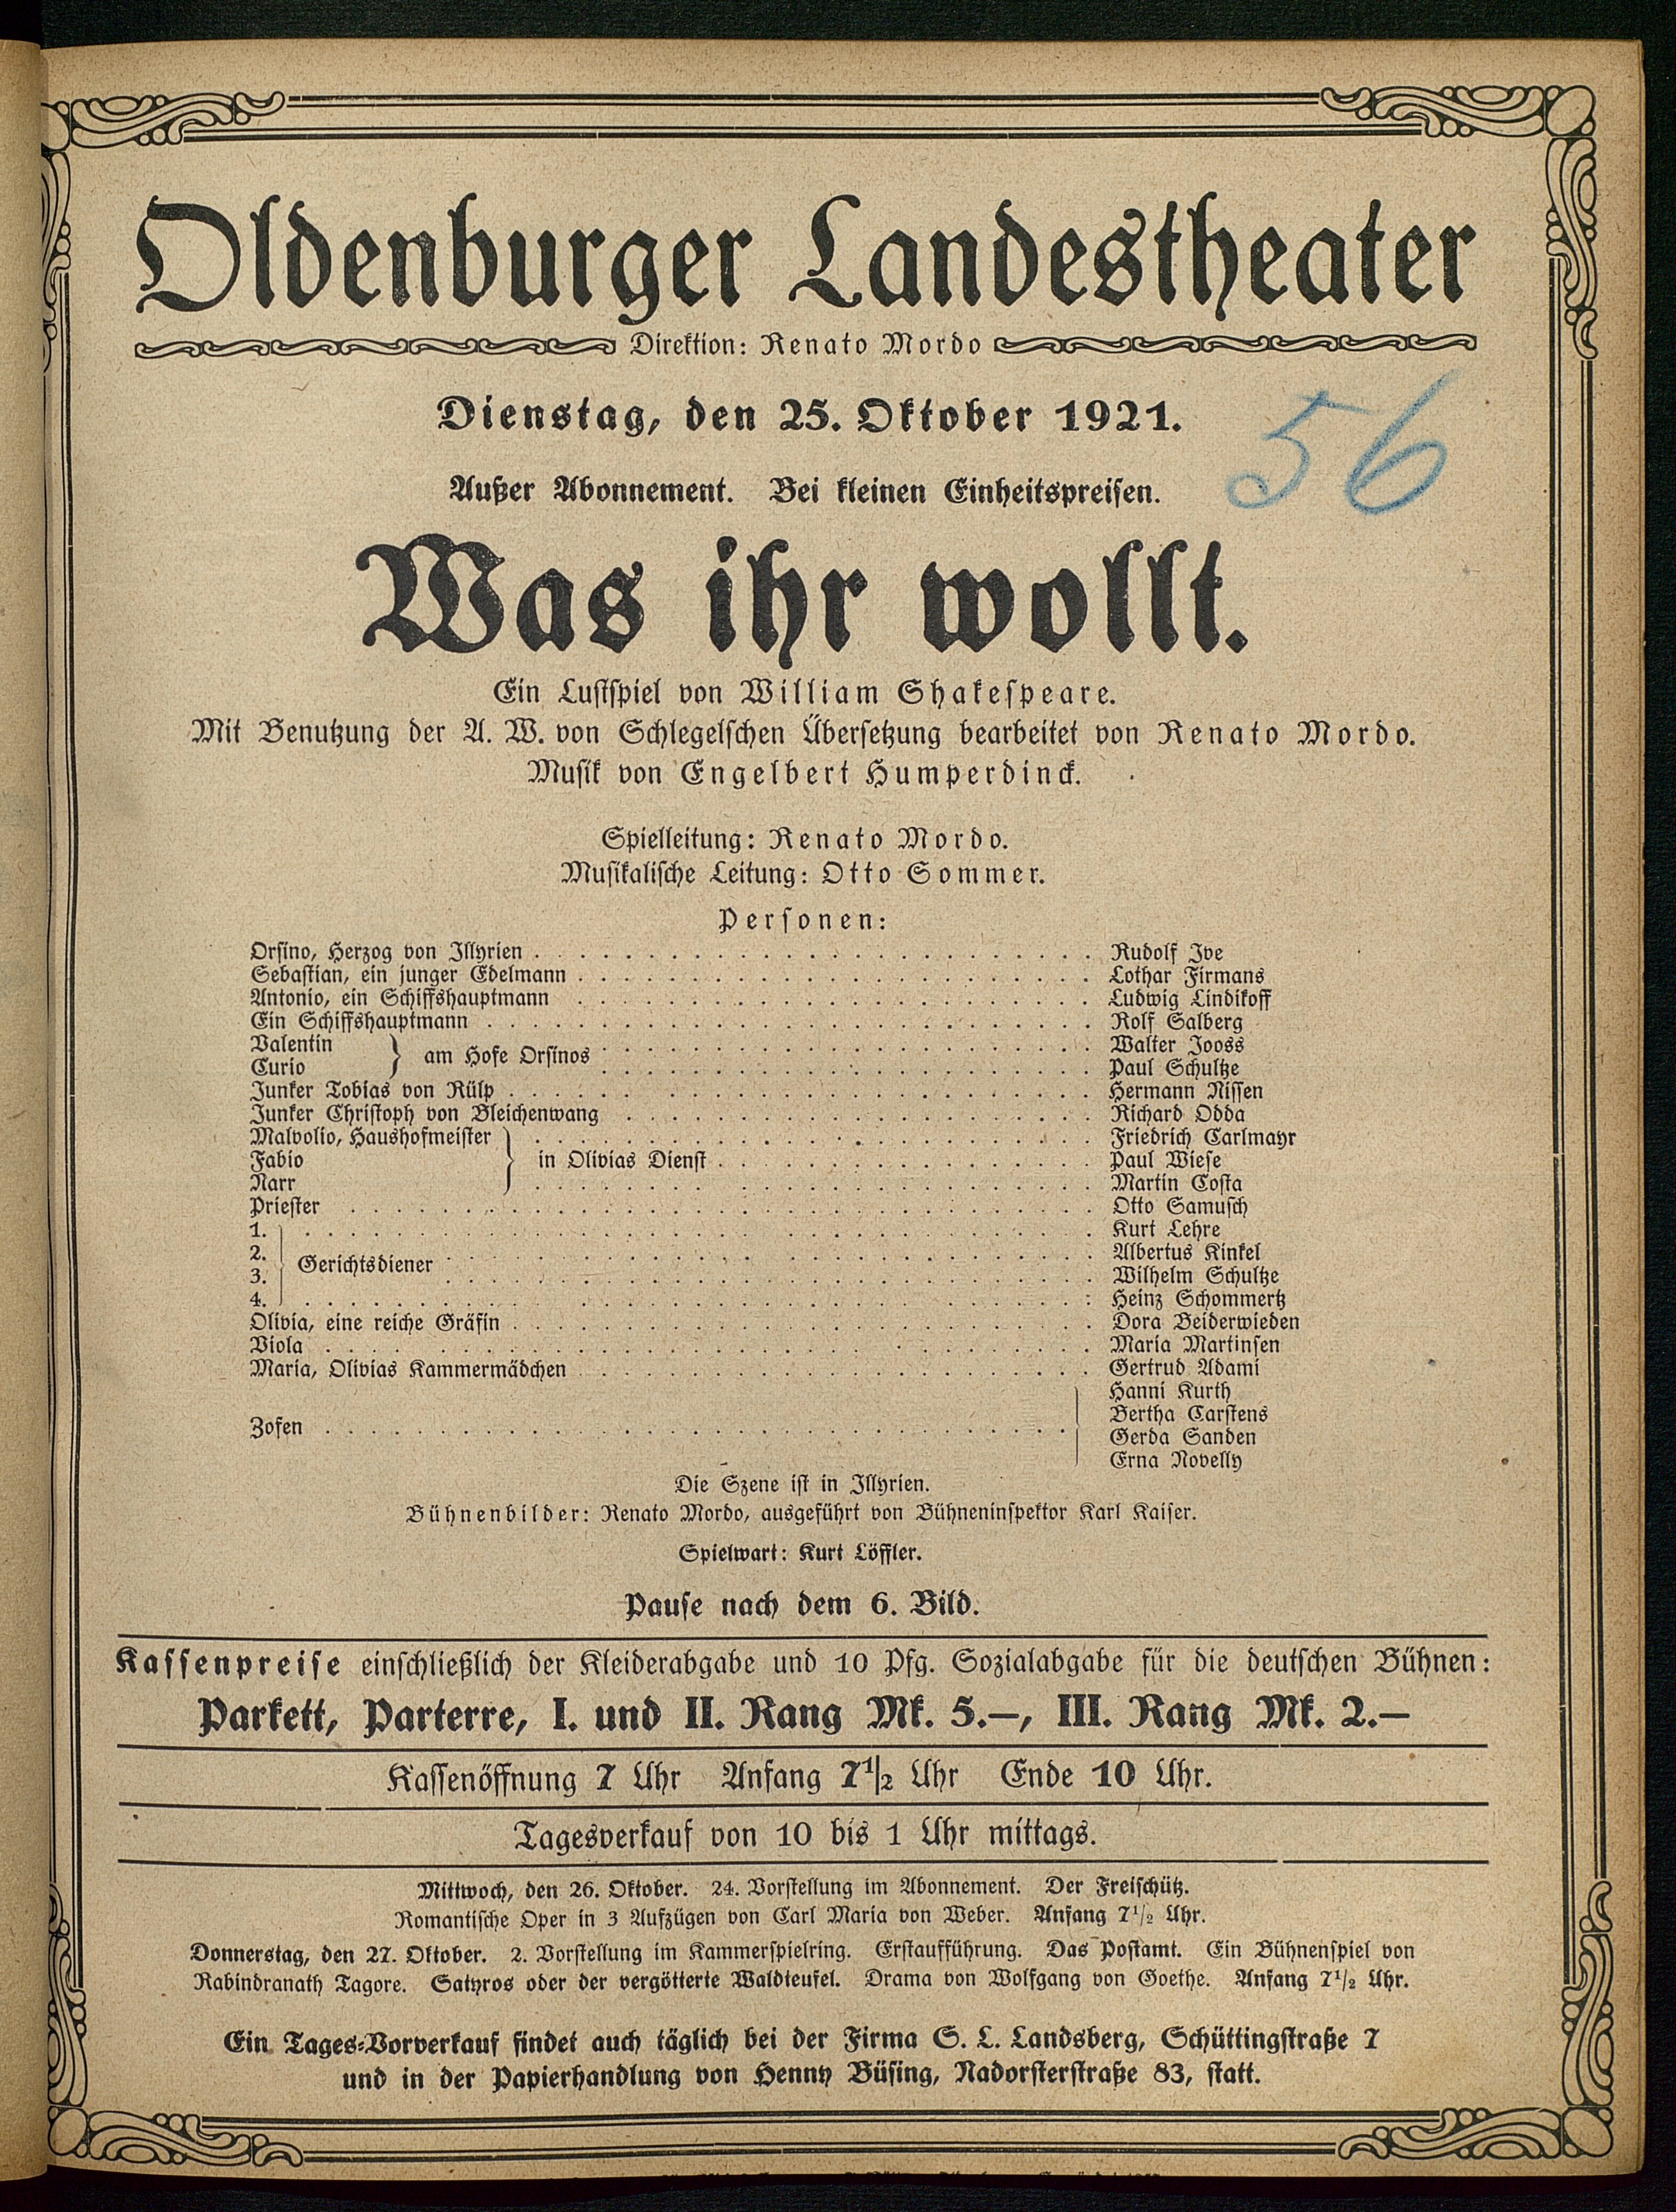 Oldenburger Landestheater
Direktion: Renato Mordo
Dienstag, den 25. Oktober 1921.
56
Außer Abonnement. Bei kleinen Einheitspreisen.
Was ihr wollt.
Ein Lustspiel von William Shakespeare.
Mit Benutzung der A. W. von Schlegelschen Übersetzung bearbeitet von Renato Mordo.
Musik von Engelbert Humperdinck.
Spielleitung: Renato Mordo.
Musikalische Leitung: Otto Sommer.
Personen:
Orsino, Herzog von Illyrien . . . . . Rudolf Ive
Sebastian, ein junger Edelmann . . . . . Lothar Firmans
Antonio, ein Schiffshauptmann . . . . . Ludwig Lindikoff
Ein Schiffshauptmann . . . . . Rolf Salberg
Valentin } am Hofe Orsinos . . . . . Walter Jooss
Curio . . . . . Paul Schultze
Junker Tobias von Rülp . . . . . Hermann Nissen
Junker Christoph von Bleichenwang . . . . . Richard Odda
Malvolio, Haushofmeister . . . . . Friedrich Carlmayr
Fabio } in Olivias Dienst . . . . . Paul Wiese
Narr . . . . . Martin Costa
Priester . . . . . Otto Samusch
1. . . . . . Kurt Lehre
2. } Gerichtsdiener . . . . . Albertus Kinkel
3. . . . . . Wilhelm Schultze
4. . . . . . Heinz Schommertz
Olivia, eine reiche Gräfin . . . . . Dora Beiderwieden
Viola . . . . . Maria Martinsen
Maria, Olivias Kammermädchen . . . . . Gertrud Adami
Hanni Kurth
Bertha Carstens
Zofen . . . . . Gerda Sanden
Erna Novelly
Die Szene ist in Illyrien.
Bühnenbilder: Renato Mordo, ausgeführt von Bühneninspektor Karl Kaiser.
Spielwart: Kurt Löffler.
Pause nach dem 6. Bild.
Kassenpreise einschließlich der Kleiderabgabe und 10 Pfg. Sozialabgabe für die deutschen Bühnen:
Parkett, Parterre, I. und II. Rang Mk. 5.—, III. Rang Mk. 2.—
Kassenöffnung 7 Uhr Anfang 7 1/2 Uhr Ende 10 Uhr.
Tagesverkauf von 10 bis 1 Uhr mittags.
Mittwoch, den 26. Oktober. 24. Vorstellung im Abonnement. Der Freischütz.
Romantische Oper in 3 Aufzügen von Carl Maria von Weber. Anfang 7 1/2 Uhr.
Donnerstag, den 27. Oktober. 2. Vorstellung im Kammerspielring. Erstaufführung. Das Postamt. Ein Bühnenspiel von
Rabindranath Tagore. Satyros oder der vergötterte Waldteufel. Drama von Wolfgang von Goethe. Anfang 7 1/2 Uhr.
Ein Tages-Vorverkauf findet auch täglich bei der Firma S. L. Landsberg, Schüttingstraße 7
und in der Papierhandlung von Henny Büsing, Nadorsterstraße 83, statt.